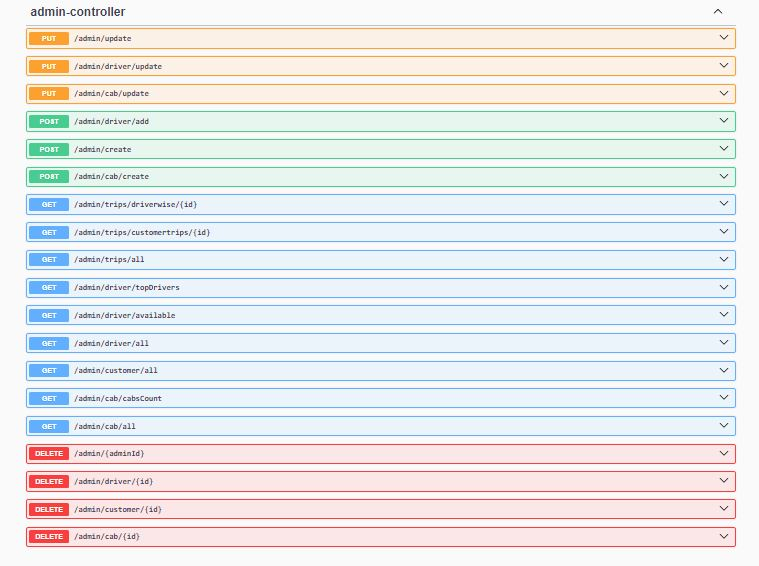 admin-controller
PUT /admin/update
PUT /admin/driver/update
PUT /admin/cab/update
POST /admin/driver/add
POST /admin/create
POST /admin/cab/create
GET /admin/trips/driverwise/{id}
GET /admin/trips/customertrips/{id}
GET /admin/trips/all
GET /admin/driver/topDrivers
GET /admin/driver/available
GET /admin/driver/all
GET /admin/customer/all
GET /admin/cab/cabsCount
GET /admin/cab/all
DELETE /admin/{adminId}
DELETE /admin/driver/{id}
DELETE /admin/customer/{id}
DELETE /admin/cab/{id}